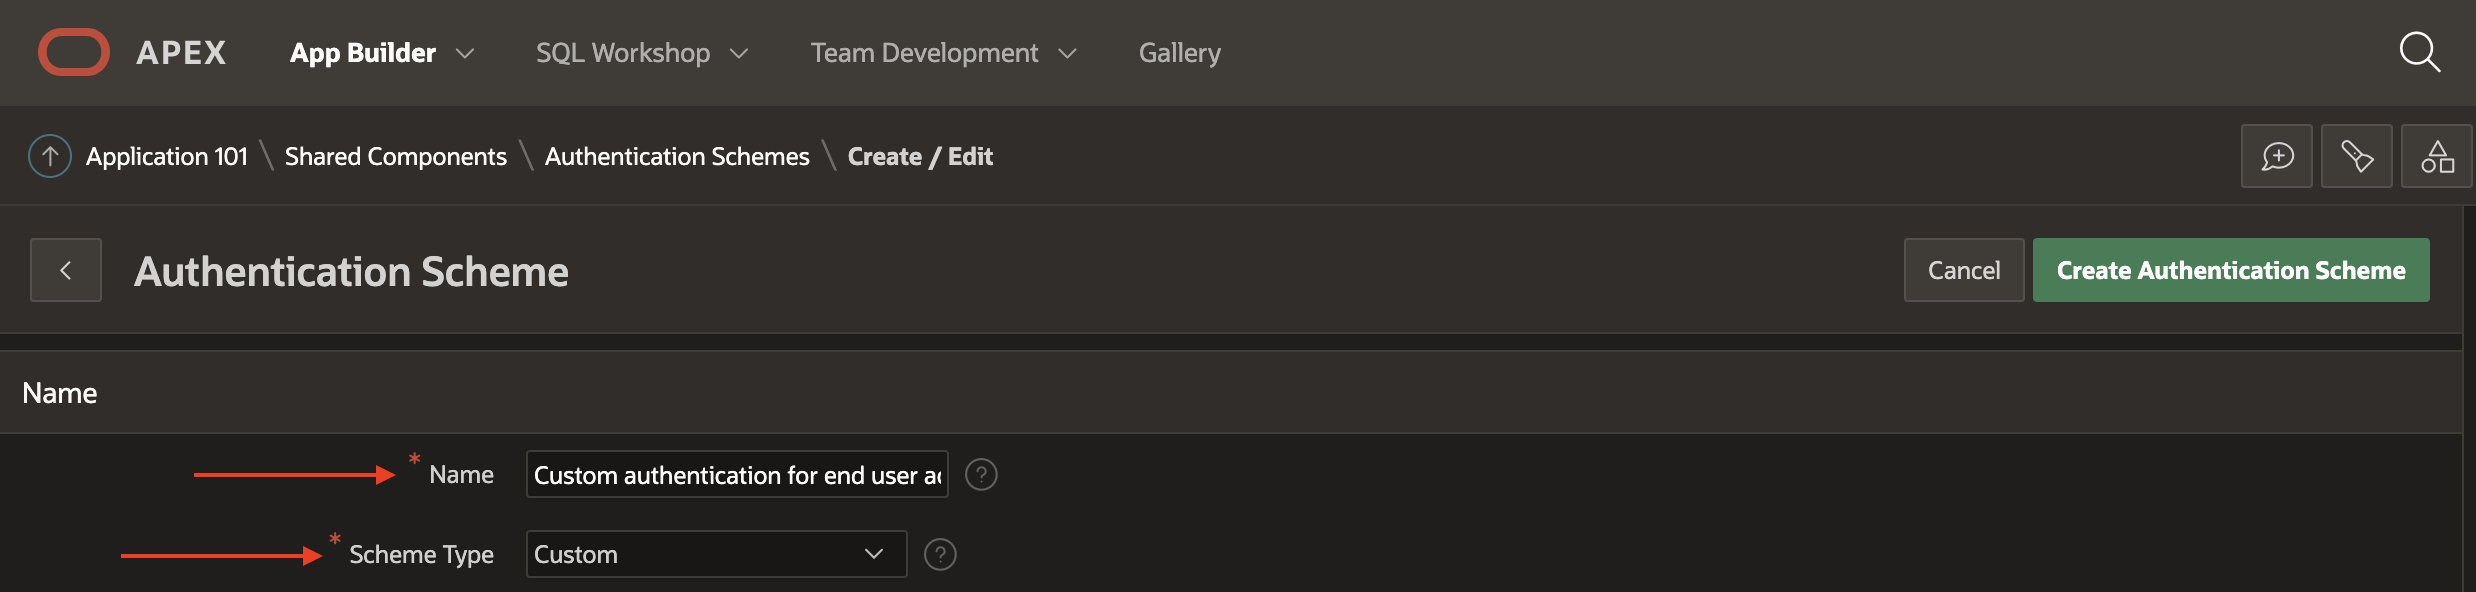 APEX App Builder SQL Workshop Team Development Gallery
Application 101 \ Shared Components \ Authentication Schemes \ Create / Edit
Authentication Scheme Cancel Create Authentication Scheme
Name
* Name Custom authentication for end user ?
* Scheme Type Custom ?